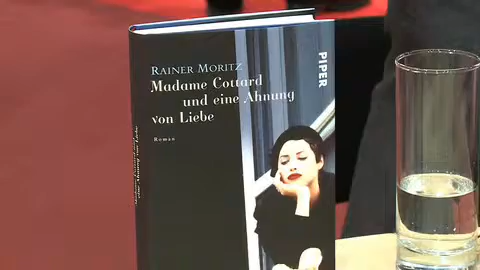 RAINER MORITZ
Madame Cottard
und eine Ahnung
von Liebe
Roman
PIPER